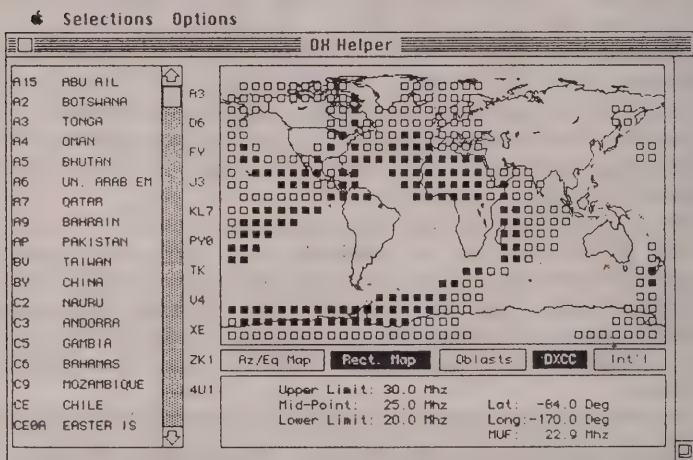 Selections Options
DX Helper
A15 ABU AIL
A2 BOTSWANA
A3 TONGA
A4 OMAN
A5 BHUTAN
A6 UN. ARAB EM
A7 QATAR
A9 BAHRAIN
AP PAKISTAN
BV TAIWAN
BY CHINA
C2 NAURU
C3 ANDORRA
C5 GAMBIA
C6 BAHAMAS
C9 MOZAMBIQUE
CE CHILE
CE0A EASTER IS
A3
D6
FY
J3
KL7
PY0
TK
V4
XE
ZK1
4U1
Az/Eq Map Rect. Map Oblasts DXCC Int'l
Upper Limit: 30.0 Mhz
Mid-Point: 25.0 Mhz Lat: -84.0 Deg
Lower Limit: 20.0 Mhz Long:-170.0 Deg
MUF: 22.9 Mhz